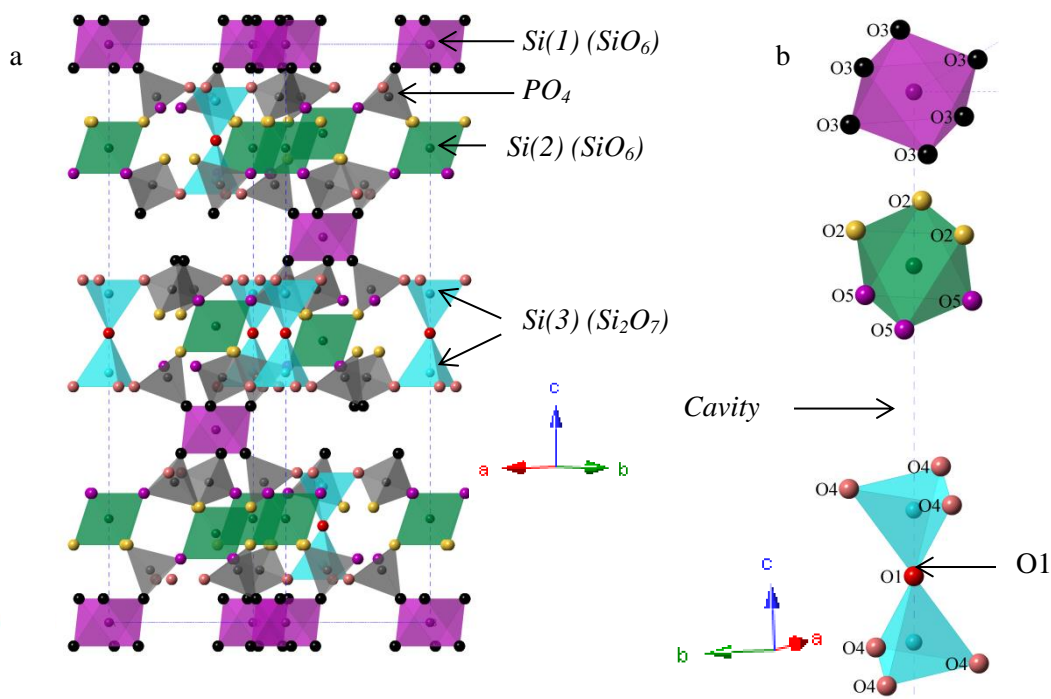 a
Si(1) (SiO6)
PO4
Si(2) (SiO6)
Si(3) (Si2O7)
c
a
b
b
O3
O3
O3
O3
O3
O3
O2
O2
O2
O5
O5
O5
Cavity
O4
O4
O4
O1
O1
O4
O4
O4
c
a
b